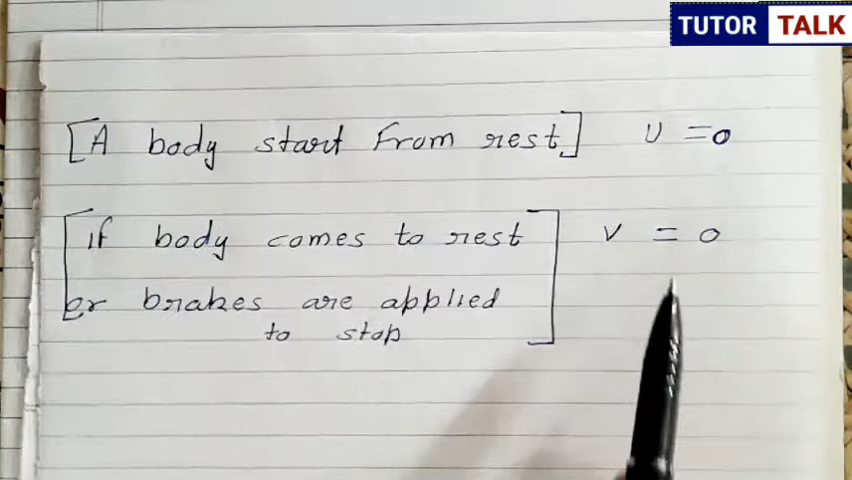 TUTOR TALK
[A body start From rest] U = 0
[if body comes to rest V = 0
or brakes are applied
to stop]